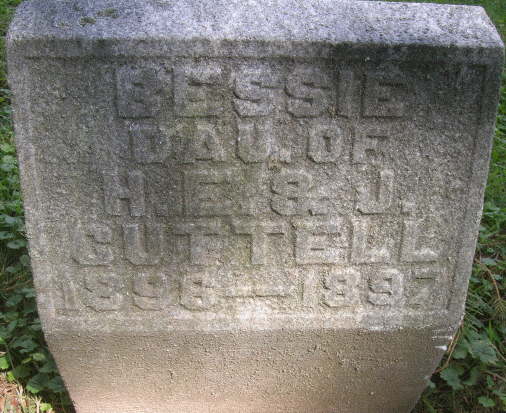 BESSIE
DAU. OF
H. E. & J.
CUTTELL
1896 — 1897